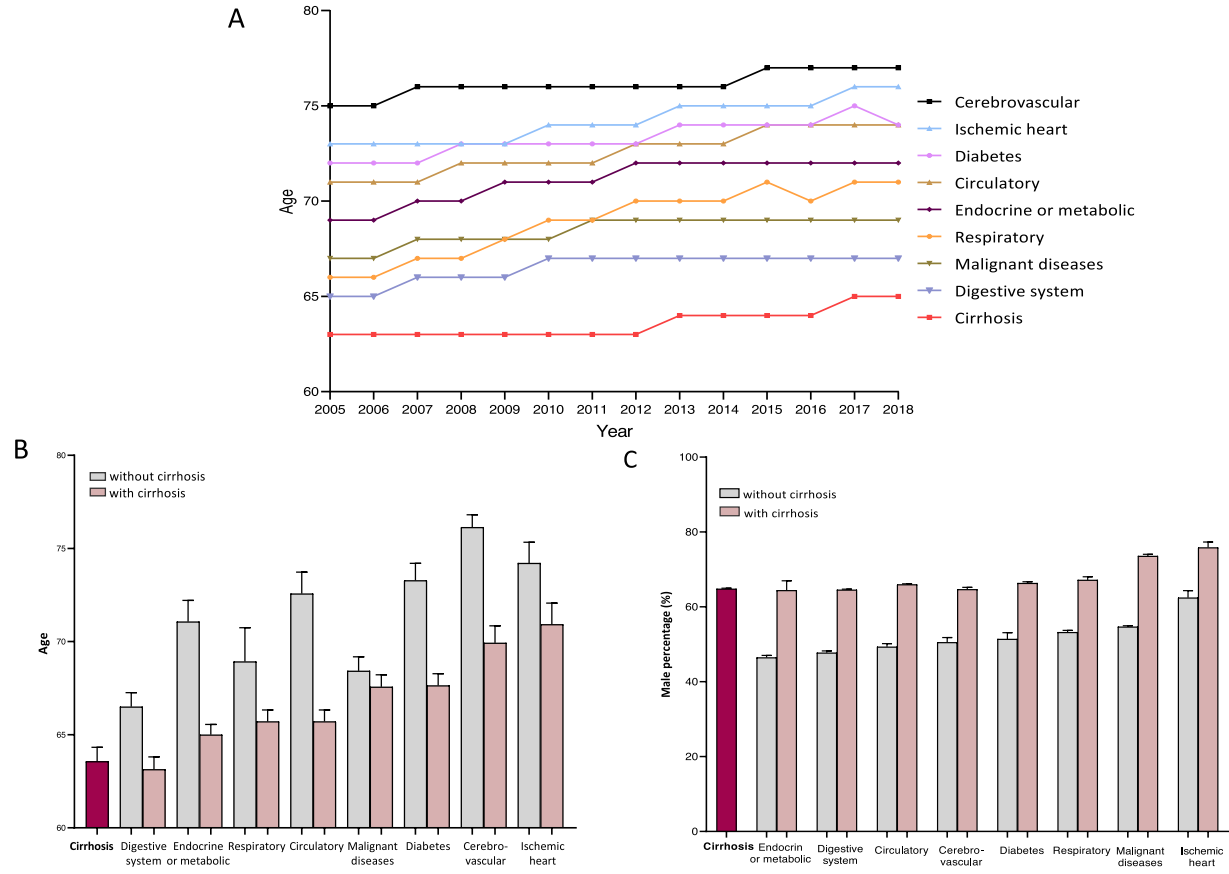 A
80
75
70
65
60
Age
2005 2006 2007 2008 2009 2010 2011 2012 2013 2014 2015 2016 2017 2018
Year
Cerebrovascular
Ischemic heart
Diabetes
Circulatory
Endocrine or metabolic
Respiratory
Malignant diseases
Digestive system
Cirrhosis
B
80
75
70
65
60
Age
without cirrhosis
with cirrhosis
Cirrhosis
Digestive
system
Endocrine
or metabolic
Respiratory
Circulatory
Malignant
diseases
Diabetes
Cerebro-
vascular
Ischemic
heart
C
100
80
60
40
20
0
Male percentage (%)
without cirrhosis
with cirrhosis
Cirrhosis
Endocrin
or metabolic
Digestive
system
Circulatory
Cerebro-
vascular
Diabetes
Respiratory
Malignant
diseases
Ischemic
heart